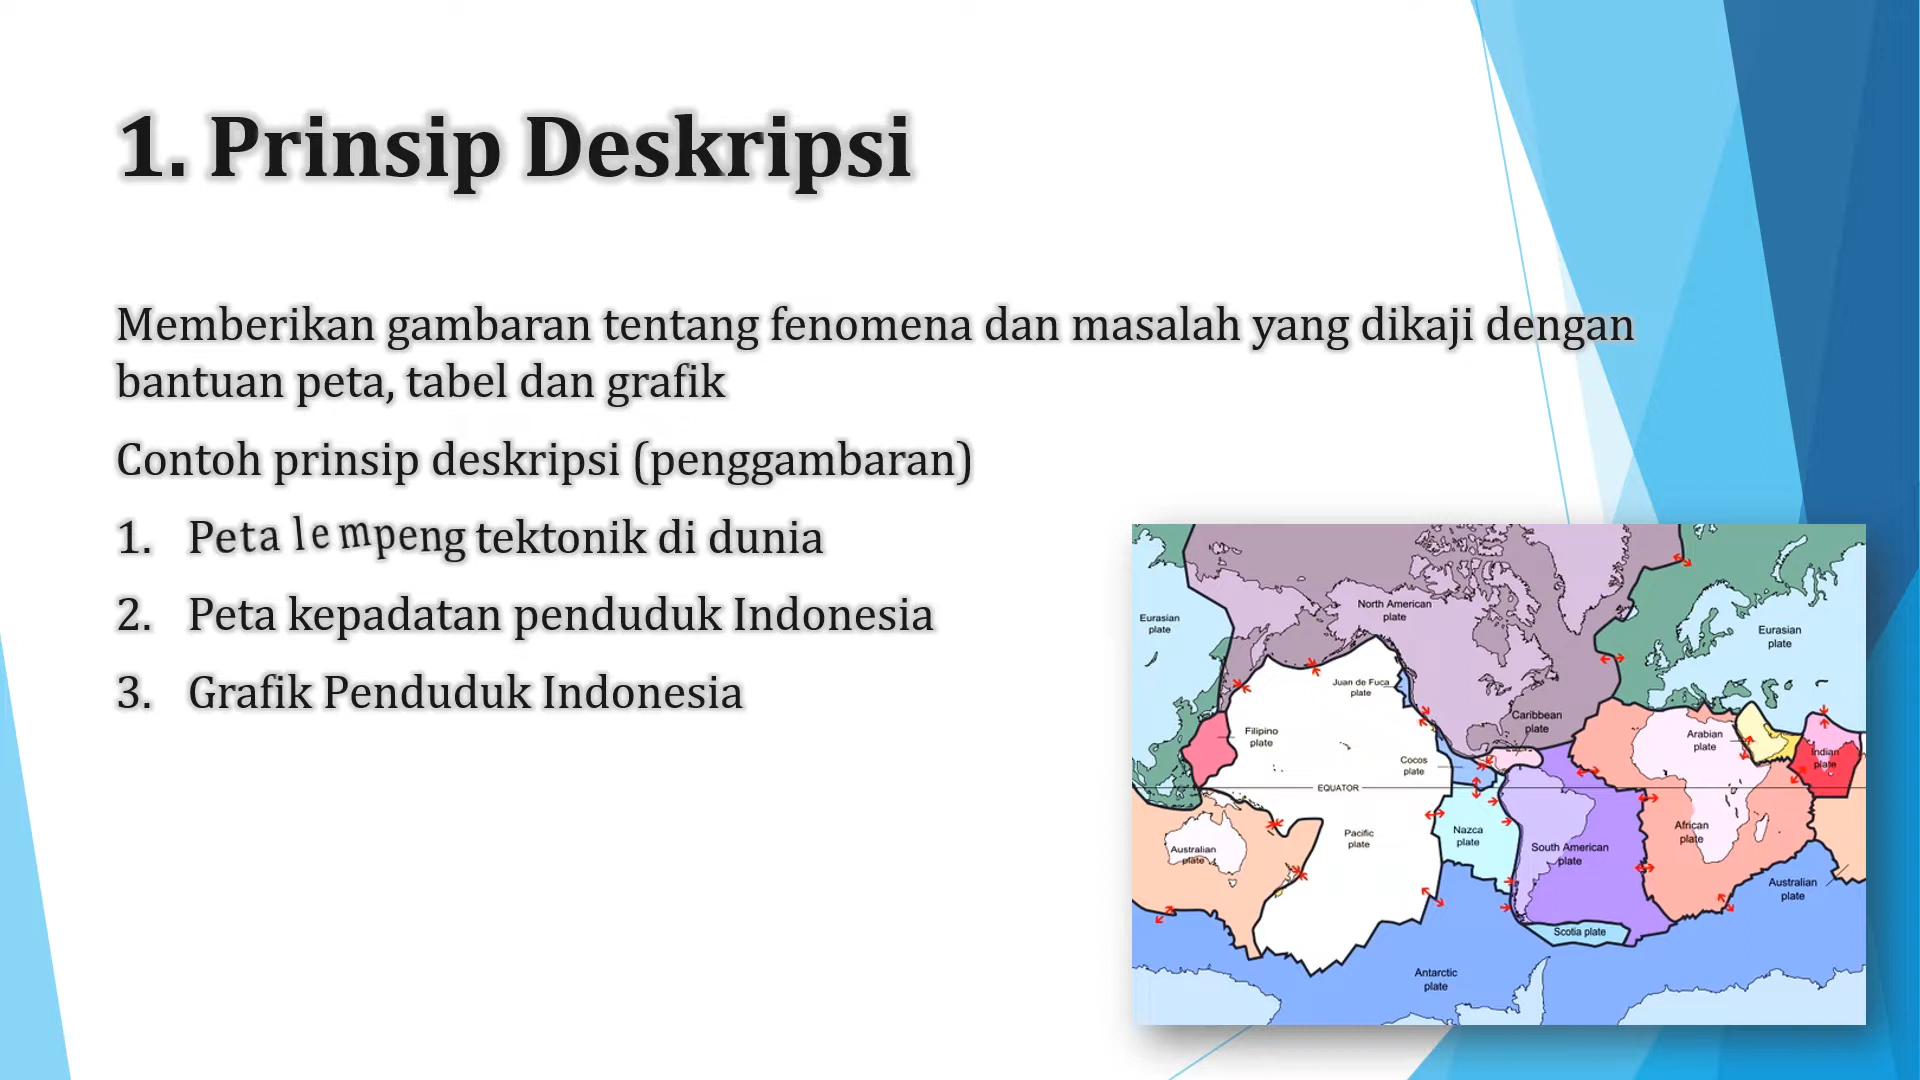 1. Prinsip Deskripsi
Memberikan gambaran tentang fenomena dan masalah yang dikaji dengan
bantuan peta, tabel dan grafik
Contoh prinsip deskripsi (penggambaran)
1. Peta lempeng tektonik di dunia
2. Peta kepadatan penduduk Indonesia
3. Grafik Penduduk Indonesia
North American
plate
Eurasian
plate
Eurasian
plate
Juan de Fuca
plate
Caribbean
plate
Filipino
plate
Arabian
plate
Indian
plate
Cocos
plate
EQUATOR
Pacific
plate
Nazca
plate
African
plate
Australian
plate
South American
plate
Australian
plate
Scotia plate
Antarctic
plate